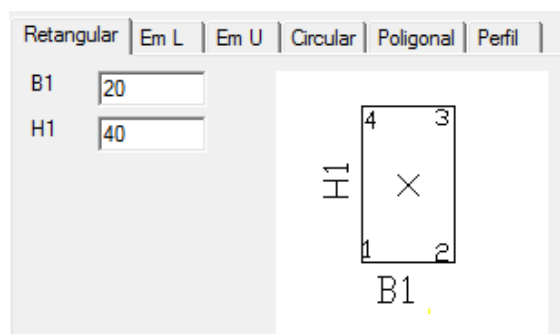 Retangular Em L Em U Circular Poligonal Perfil
B1 20
H1 40
4 3
H1
1 2
B1